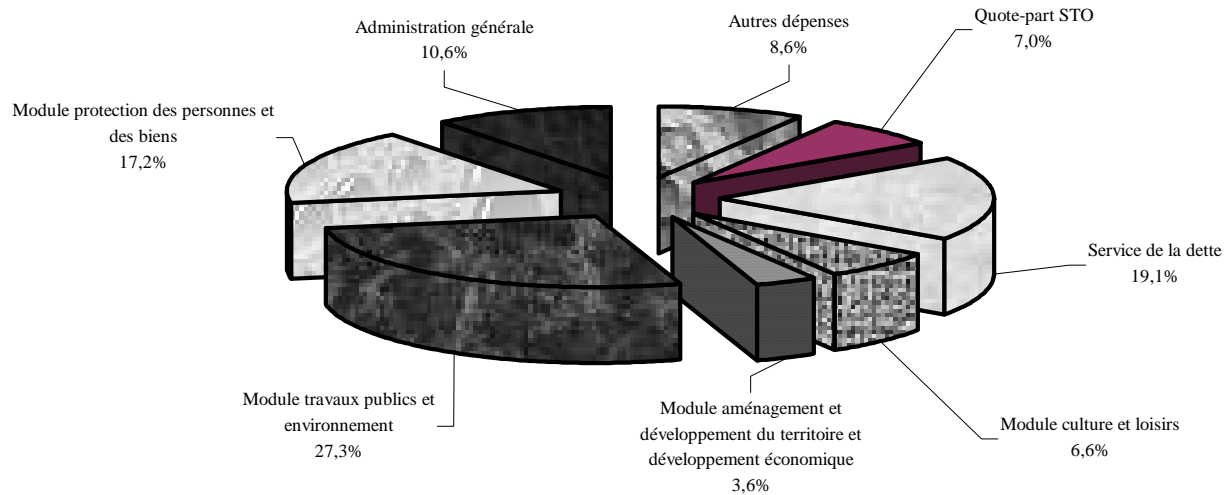 Administration générale
10,6%
Autres dépenses
8,6%
Quote-part STO
7,0%
Module protection des personnes et
des biens
17,2%
Service de la dette
19,1%
Module travaux publics et
environnement
27,3%
Module aménagement et
développement du territoire et
développement économique
3,6%
Module culture et loisirs
6,6%